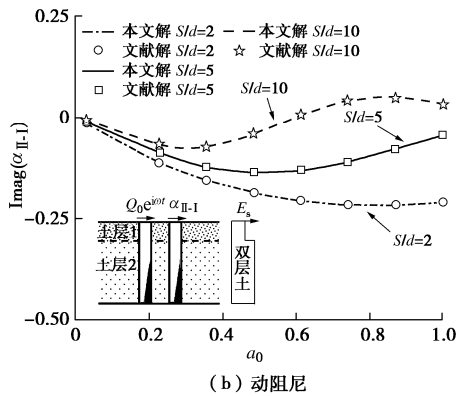 本文解 S/d=2 本文解 S/d=10
文献解 S/d=2 文献解 S/d=10
本文解 S/d=5
文献解 S/d=5
0.25
0
-0.25
-0.50
Imag(αⅡ-Ⅰ)
S/d=10
S/d=5
S/d=2
Q₀e^{iωt} αⅡ-Ⅰ Eₛ
土层1
土层2
双层土
0 0.2 0.4 0.6 0.8 1.0
a₀
(b)动阻尼